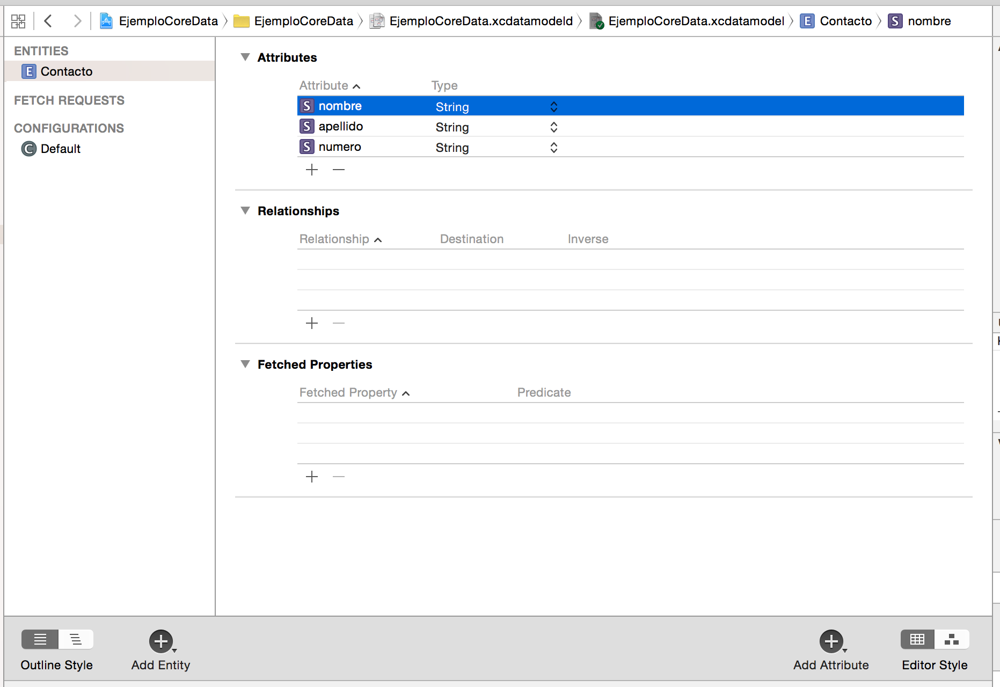 EjemploCoreData EjemploCoreData EjemploCoreData.xcdatamodeld EjemploCoreData.xcdatamodel E Contacto S nombre
ENTITIES
E Contacto
FETCH REQUESTS
CONFIGURATIONS
C Default
Attributes
Attribute Type
S nombre String
S apellido String
S numero String
Relationships
Relationship Destination Inverse
Fetched Properties
Fetched Property Predicate
Outline Style Add Entity Add Attribute Editor Style